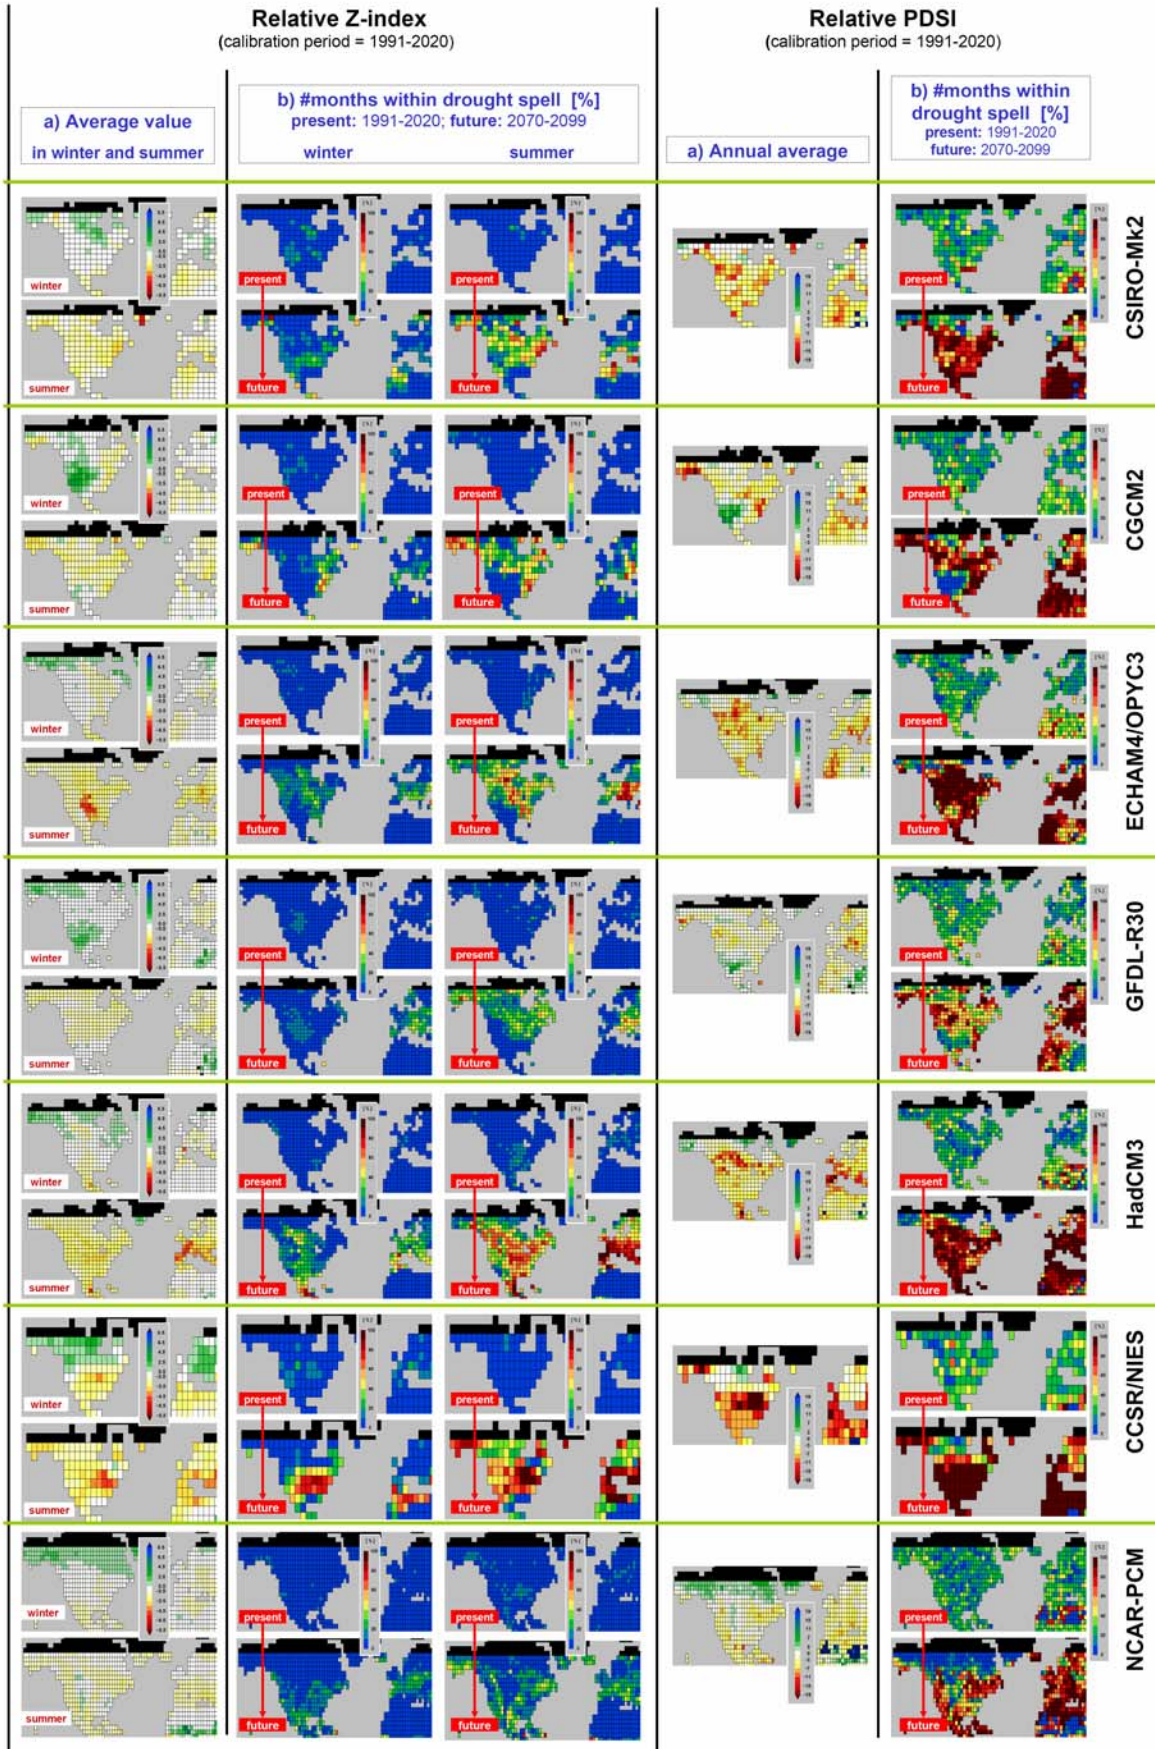 Relative Z-index
(calibration period = 1991-2020)
Relative PDSI
(calibration period = 1991-2020)
a) Average value
in winter and summer
b) #months within drought spell [%]
present: 1991-2020; future: 2070-2099
winter summer
a) Annual average
b) #months within
drought spell [%]
present: 1991-2020
future: 2070-2099
winter
summer
present
future
present
future
present
future
CSIRO-Mk2
winter
summer
present
future
present
future
present
future
CGCM2
winter
summer
present
future
present
future
present
future
ECHAM4/OPYC3
winter
summer
present
future
present
future
present
future
GFDL-R30
winter
summer
present
future
present
future
present
future
HadCM3
winter
summer
present
future
present
future
present
future
CCSR/NIES
winter
summer
present
future
present
future
present
future
NCAR-PCM